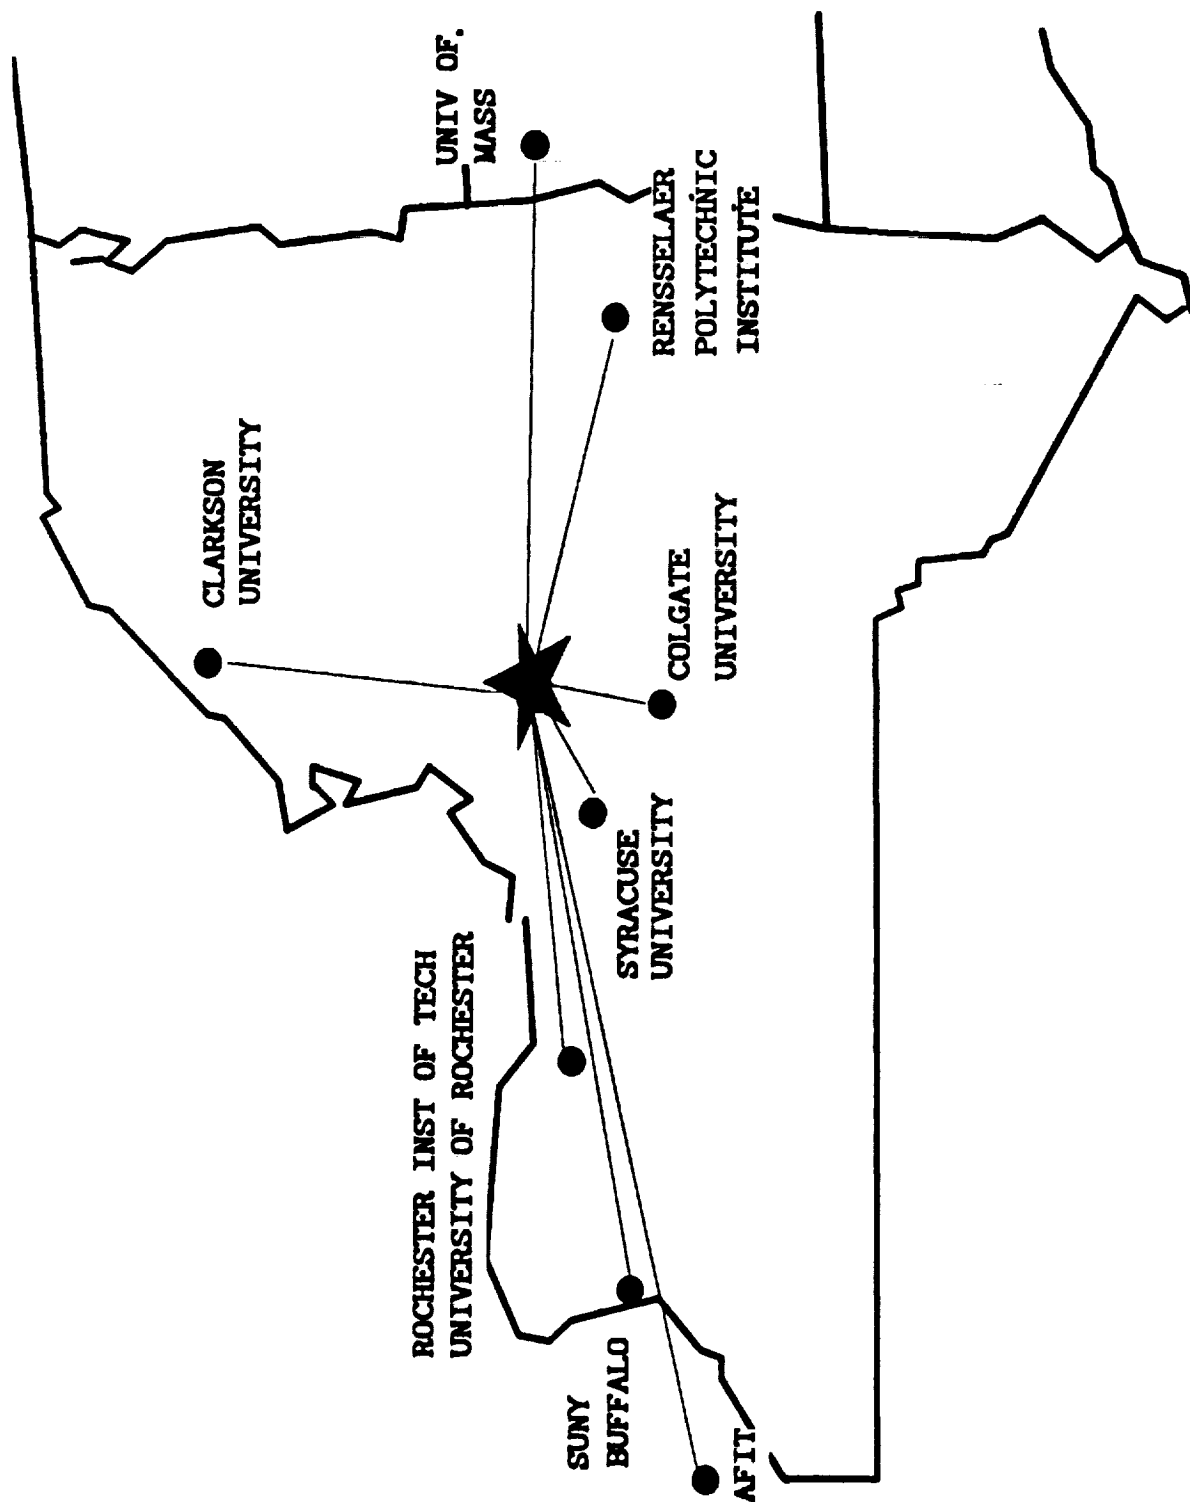 CLARKSON
UNIVERSITY
UNIV OF.
MASS
ROCHESTER INST OF TECH
UNIVERSITY OF ROCHESTER
SUNY
BUFFALO
AFIT
SYRACUSE
UNIVERSITY
COLGATE
UNIVERSITY
RENSSELAER
POLYTECHNIC
INSTITUTE